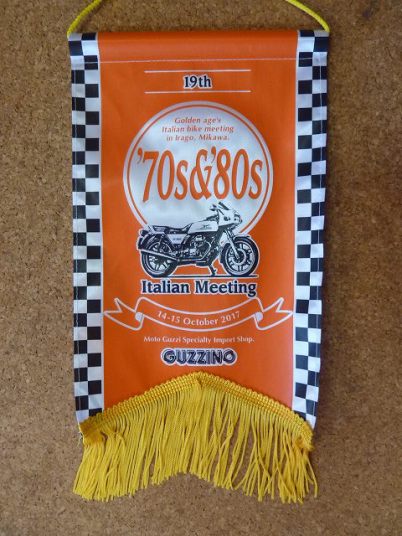 19th
Golden age's
Italian bike meeting
in Irago, Mikawa.
'70s&'80s
Italian Meeting
14-15 October 2017
Moto Guzzi Specialty Import Shop.
GUZZINO